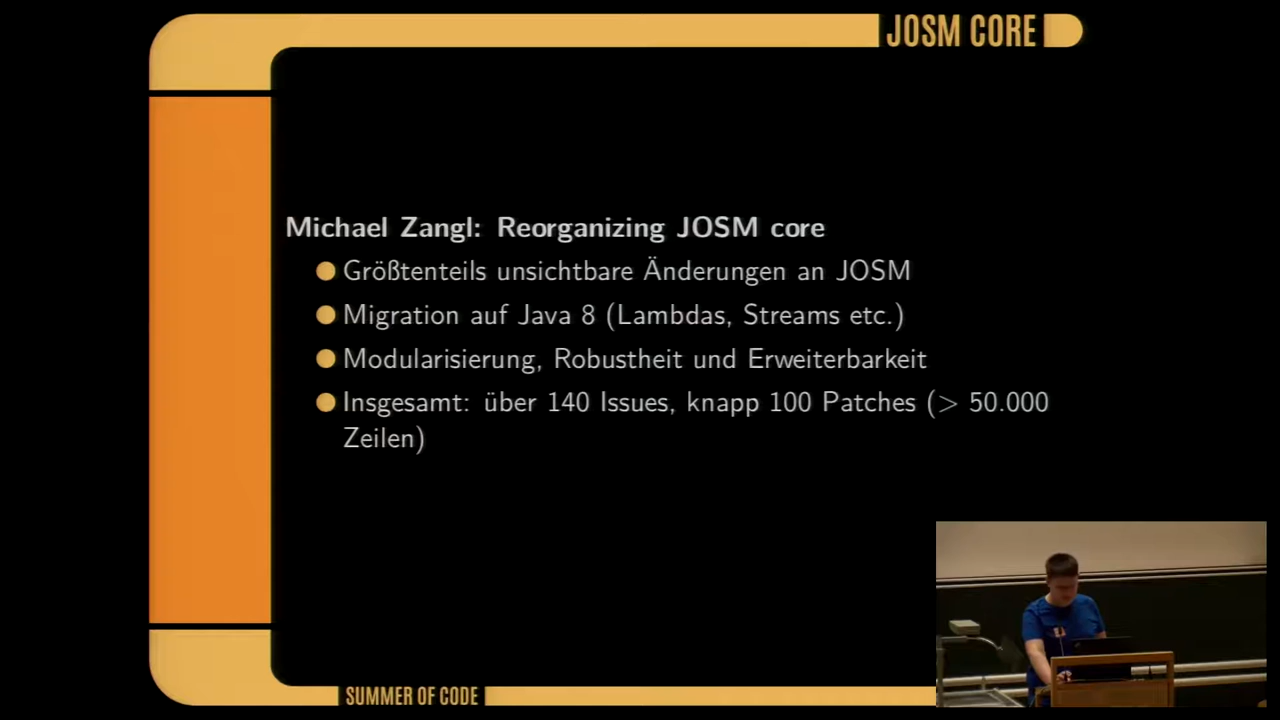 JOSM CORE
Michael Zangl: Reorganizing JOSM core
Größtenteils unsichtbare Änderungen an JOSM
Migration auf Java 8 (Lambdas, Streams etc.)
Modularisierung, Robustheit und Erweiterbarkeit
Insgesamt: über 140 Issues, knapp 100 Patches (> 50.000
Zeilen)
SUMMER OF CODE